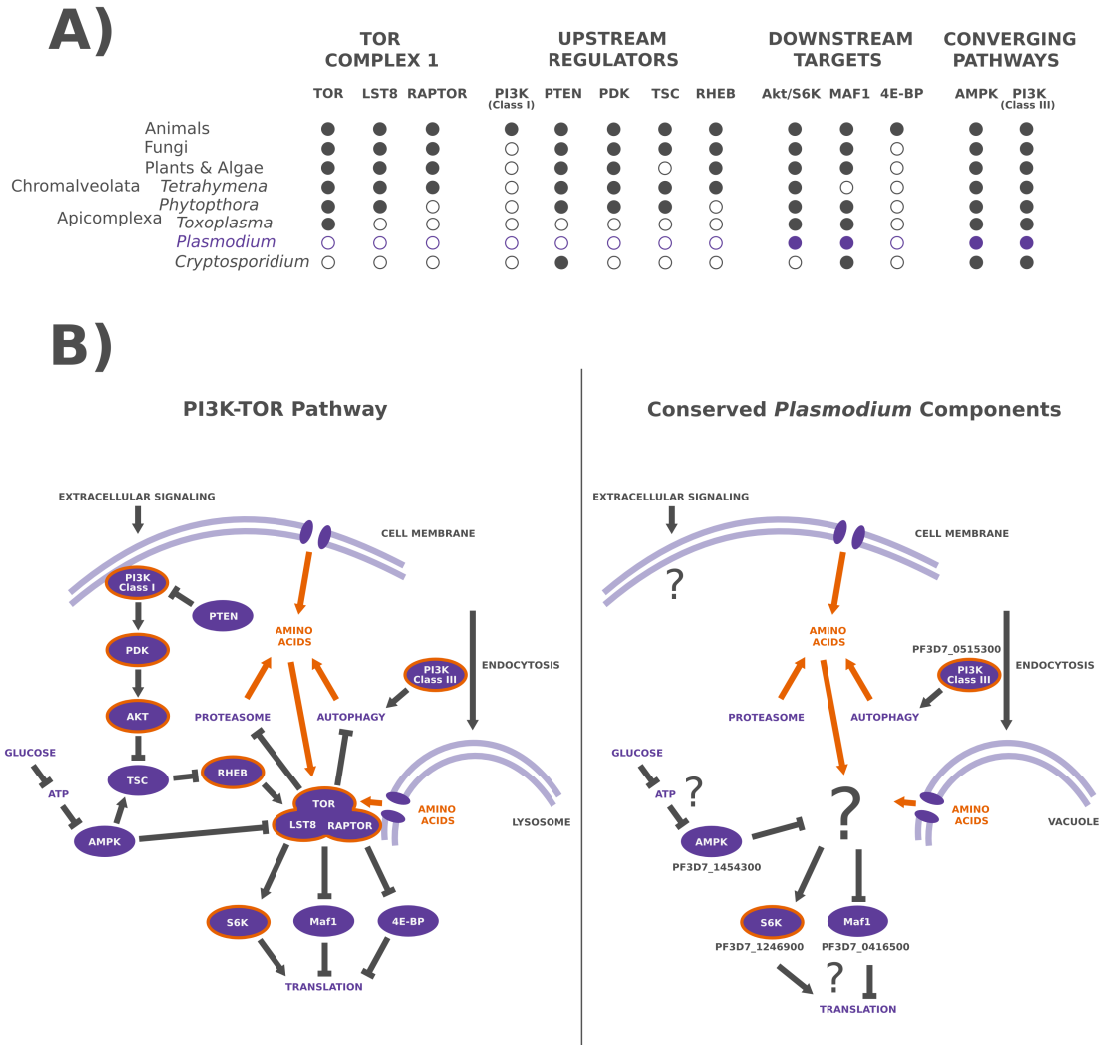 A)
TOR
COMPLEX 1
UPSTREAM
REGULATORS
DOWNSTREAM
TARGETS
CONVERGING
PATHWAYS
TOR LST8 RAPTOR PI3K (Class I) PTEN PDK TSC RHEB Akt/S6K MAF1 4E-BP AMPK PI3K (Class III)
Animals
Fungi
Plants & Algae
Chromalveolata Tetrahymena
Phytopthora
Apicomplexa Toxoplasma
Plasmodium
Cryptosporidium
B)
PI3K-TOR Pathway
EXTRACELLULAR SIGNALING
CELL MEMBRANE
PI3K
Class I
PTEN
AMINO
ACIDS
PDK
PI3K
Class III
ENDOCYTOSIS
AKT
PROTEASOME
AUTOPHAGY
GLUCOSE
TSC
RHEB
ATP
TOR
LST8
RAPTOR
AMINO
ACIDS
LYSOSOME
AMPK
S6K
Maf1
4E-BP
TRANSLATION
Conserved Plasmodium Components
EXTRACELLULAR SIGNALING
CELL MEMBRANE
?
AMINO
ACIDS
PF3D7_0515300
PI3K
Class III
ENDOCYTOSIS
PROTEASOME
AUTOPHAGY
GLUCOSE
ATP
?
?
AMINO
ACIDS
VACUOLE
AMPK
PF3D7_1454300
S6K
Maf1
PF3D7_1246900
PF3D7_0416500
?
TRANSLATION